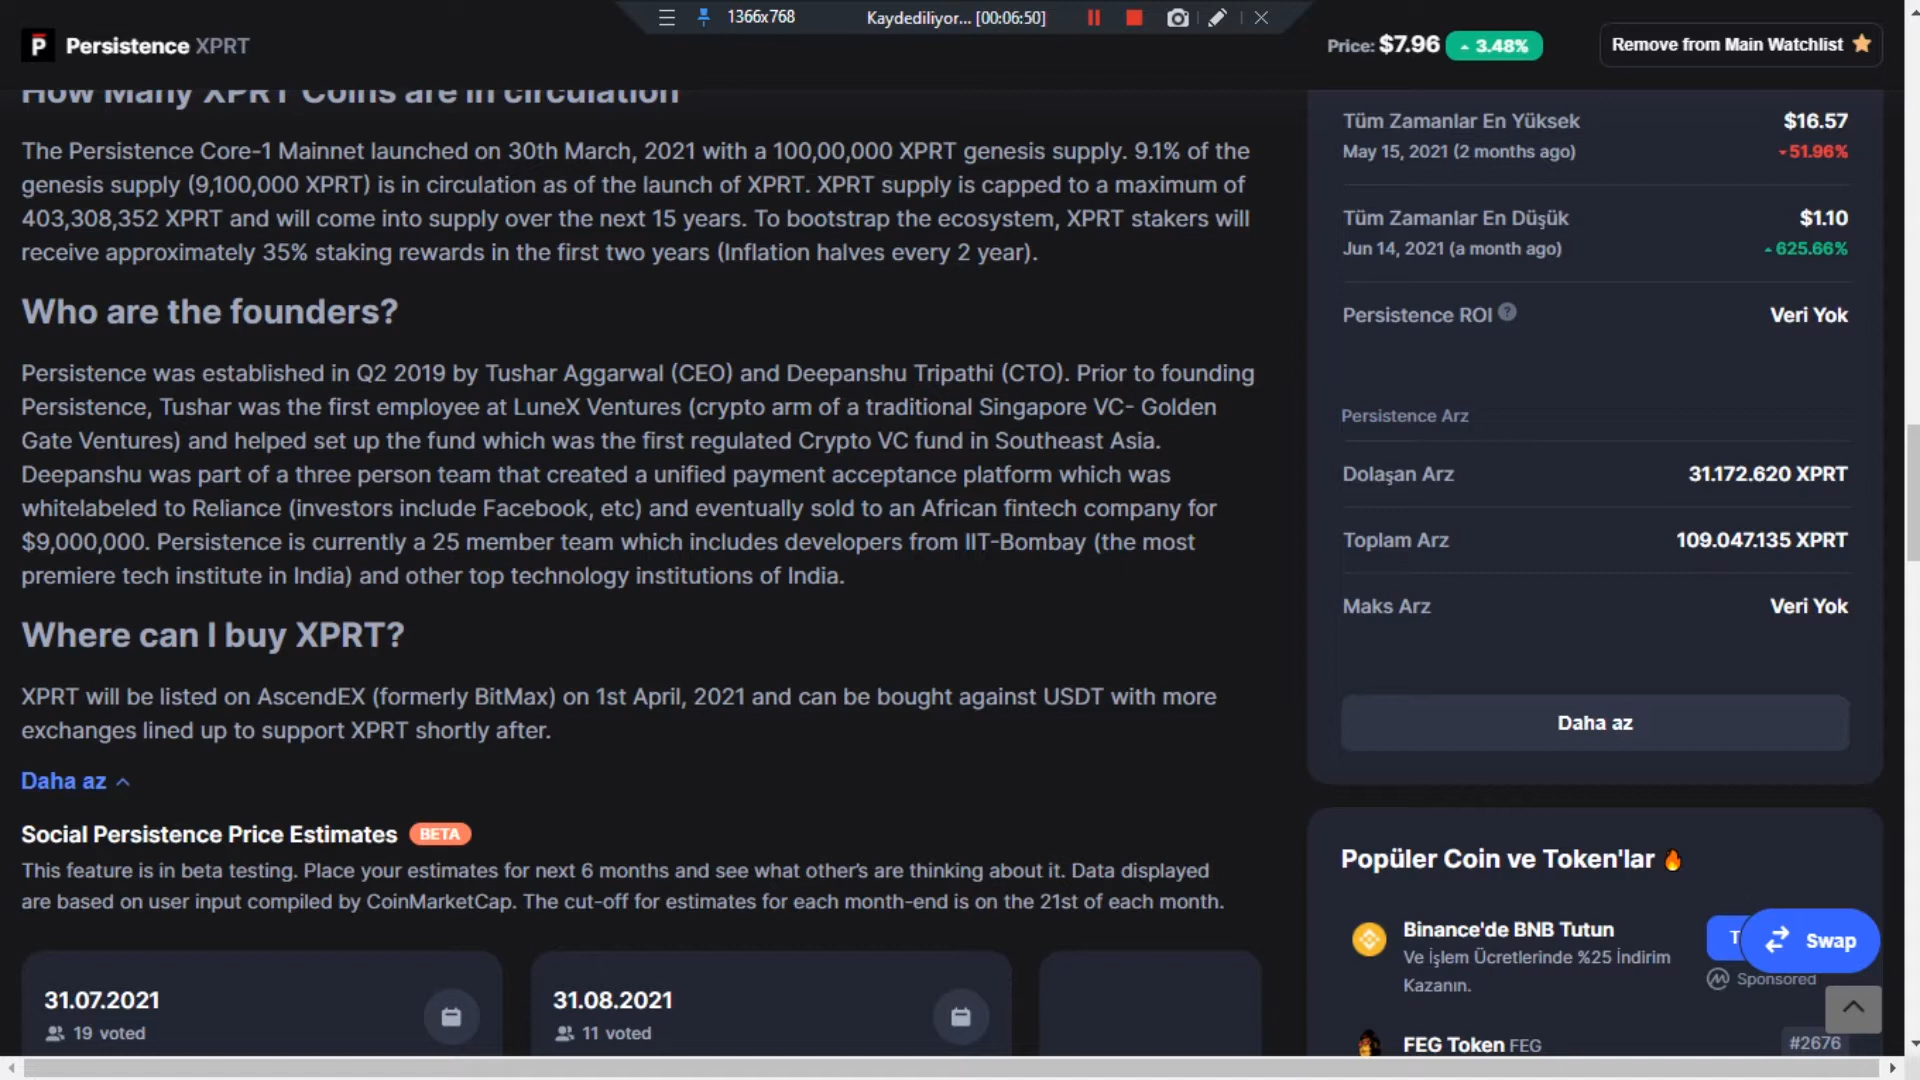 1366x768
Kaydediliyor... [00:06:50]
Persistence XPRT
Price: $7.96 3.48%
Remove from Main Watchlist
How Many XPRT Coins are in circulation
The Persistence Core-1 Mainnet launched on 30th March, 2021 with a 100,00,000 XPRT genesis supply. 9.1% of the
genesis supply (9,100,000 XPRT) is in circulation as of the launch of XPRT. XPRT supply is capped to a maximum of
403,308,352 XPRT and will come into supply over the next 15 years. To bootstrap the ecosystem, XPRT stakers will
receive approximately 35% staking rewards in the first two years (Inflation halves every 2 year).
Who are the founders?
Persistence was established in Q2 2019 by Tushar Aggarwal (CEO) and Deepanshu Tripathi (CTO). Prior to founding
Persistence, Tushar was the first employee at LuneX Ventures (crypto arm of a traditional Singapore VC- Golden
Gate Ventures) and helped set up the fund which was the first regulated Crypto VC fund in Southeast Asia.
Deepanshu was part of a three person team that created a unified payment acceptance platform which was
whitelabeled to Reliance (investors include Facebook, etc) and eventually sold to an African fintech company for
$9,000,000. Persistence is currently a 25 member team which includes developers from IIT-Bombay (the most
premiere tech institute in India) and other top technology institutions of India.
Where can I buy XPRT?
XPRT will be listed on AscendEX (formerly BitMax) on 1st April, 2021 and can be bought against USDT with more
exchanges lined up to support XPRT shortly after.
Daha az
Social Persistence Price Estimates BETA
This feature is in beta testing. Place your estimates for next 6 months and see what other's are thinking about it. Data displayed
are based on user input compiled by CoinMarketCap. The cut-off for estimates for each month-end is on the 21st of each month.
31.07.2021
19 voted
31.08.2021
11 voted
Tüm Zamanlar En Yüksek $16.57
May 15, 2021 (2 months ago) 51.96%
Tüm Zamanlar En Düşük $1.10
Jun 14, 2021 (a month ago) 625.66%
Persistence ROI ? Veri Yok
Persistence Arz
Dolaşan Arz 31.172.620 XPRT
Toplam Arz 109.047.135 XPRT
Maks Arz Veri Yok
Daha az
Popüler Coin ve Token'lar
Binance'de BNB Tutun
Ve İşlem Ücretlerinde %25 İndirim
Kazanın.
Swap
Sponsored
FEG Token FEG #2676